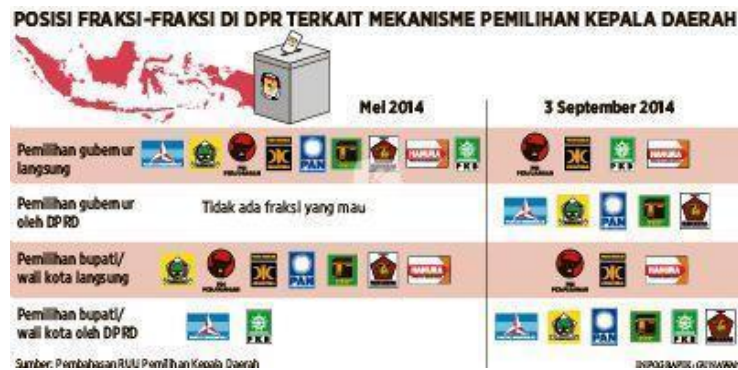 POSISI FRAKSI-FRAKSI DI DPR TERKAIT MEKANISME PEMILIHAN KEPALA DAERAH
Mei 2014
3 September 2014
Pemilihan gubernur
langsung
PAN
HANURA
PKB
HANURA
Pemilihan gubernur
oleh DPRD
Tidak ada fraksi yang mau
PAN
Pemilihan bupati/
wali kota langsung
PAN
HANURA
HANURA
Pemilihan bupati/
wali kota oleh DPRD
PKB
PAN
PKB
Sumber: Pembahasan RUU Pemilihan Kepala Daerah
INFOGRAFIK: GUNAWAN